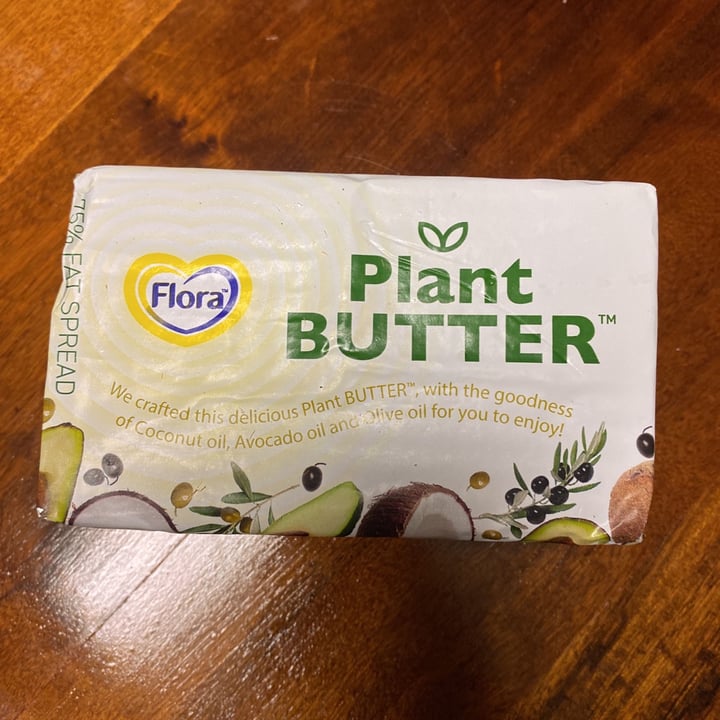 75% FAT SPREAD
Flora™
Plant
BUTTER™
We crafted this delicious Plant BUTTER™, with the goodness
of Coconut oil, Avocado oil and Olive oil for you to enjoy!